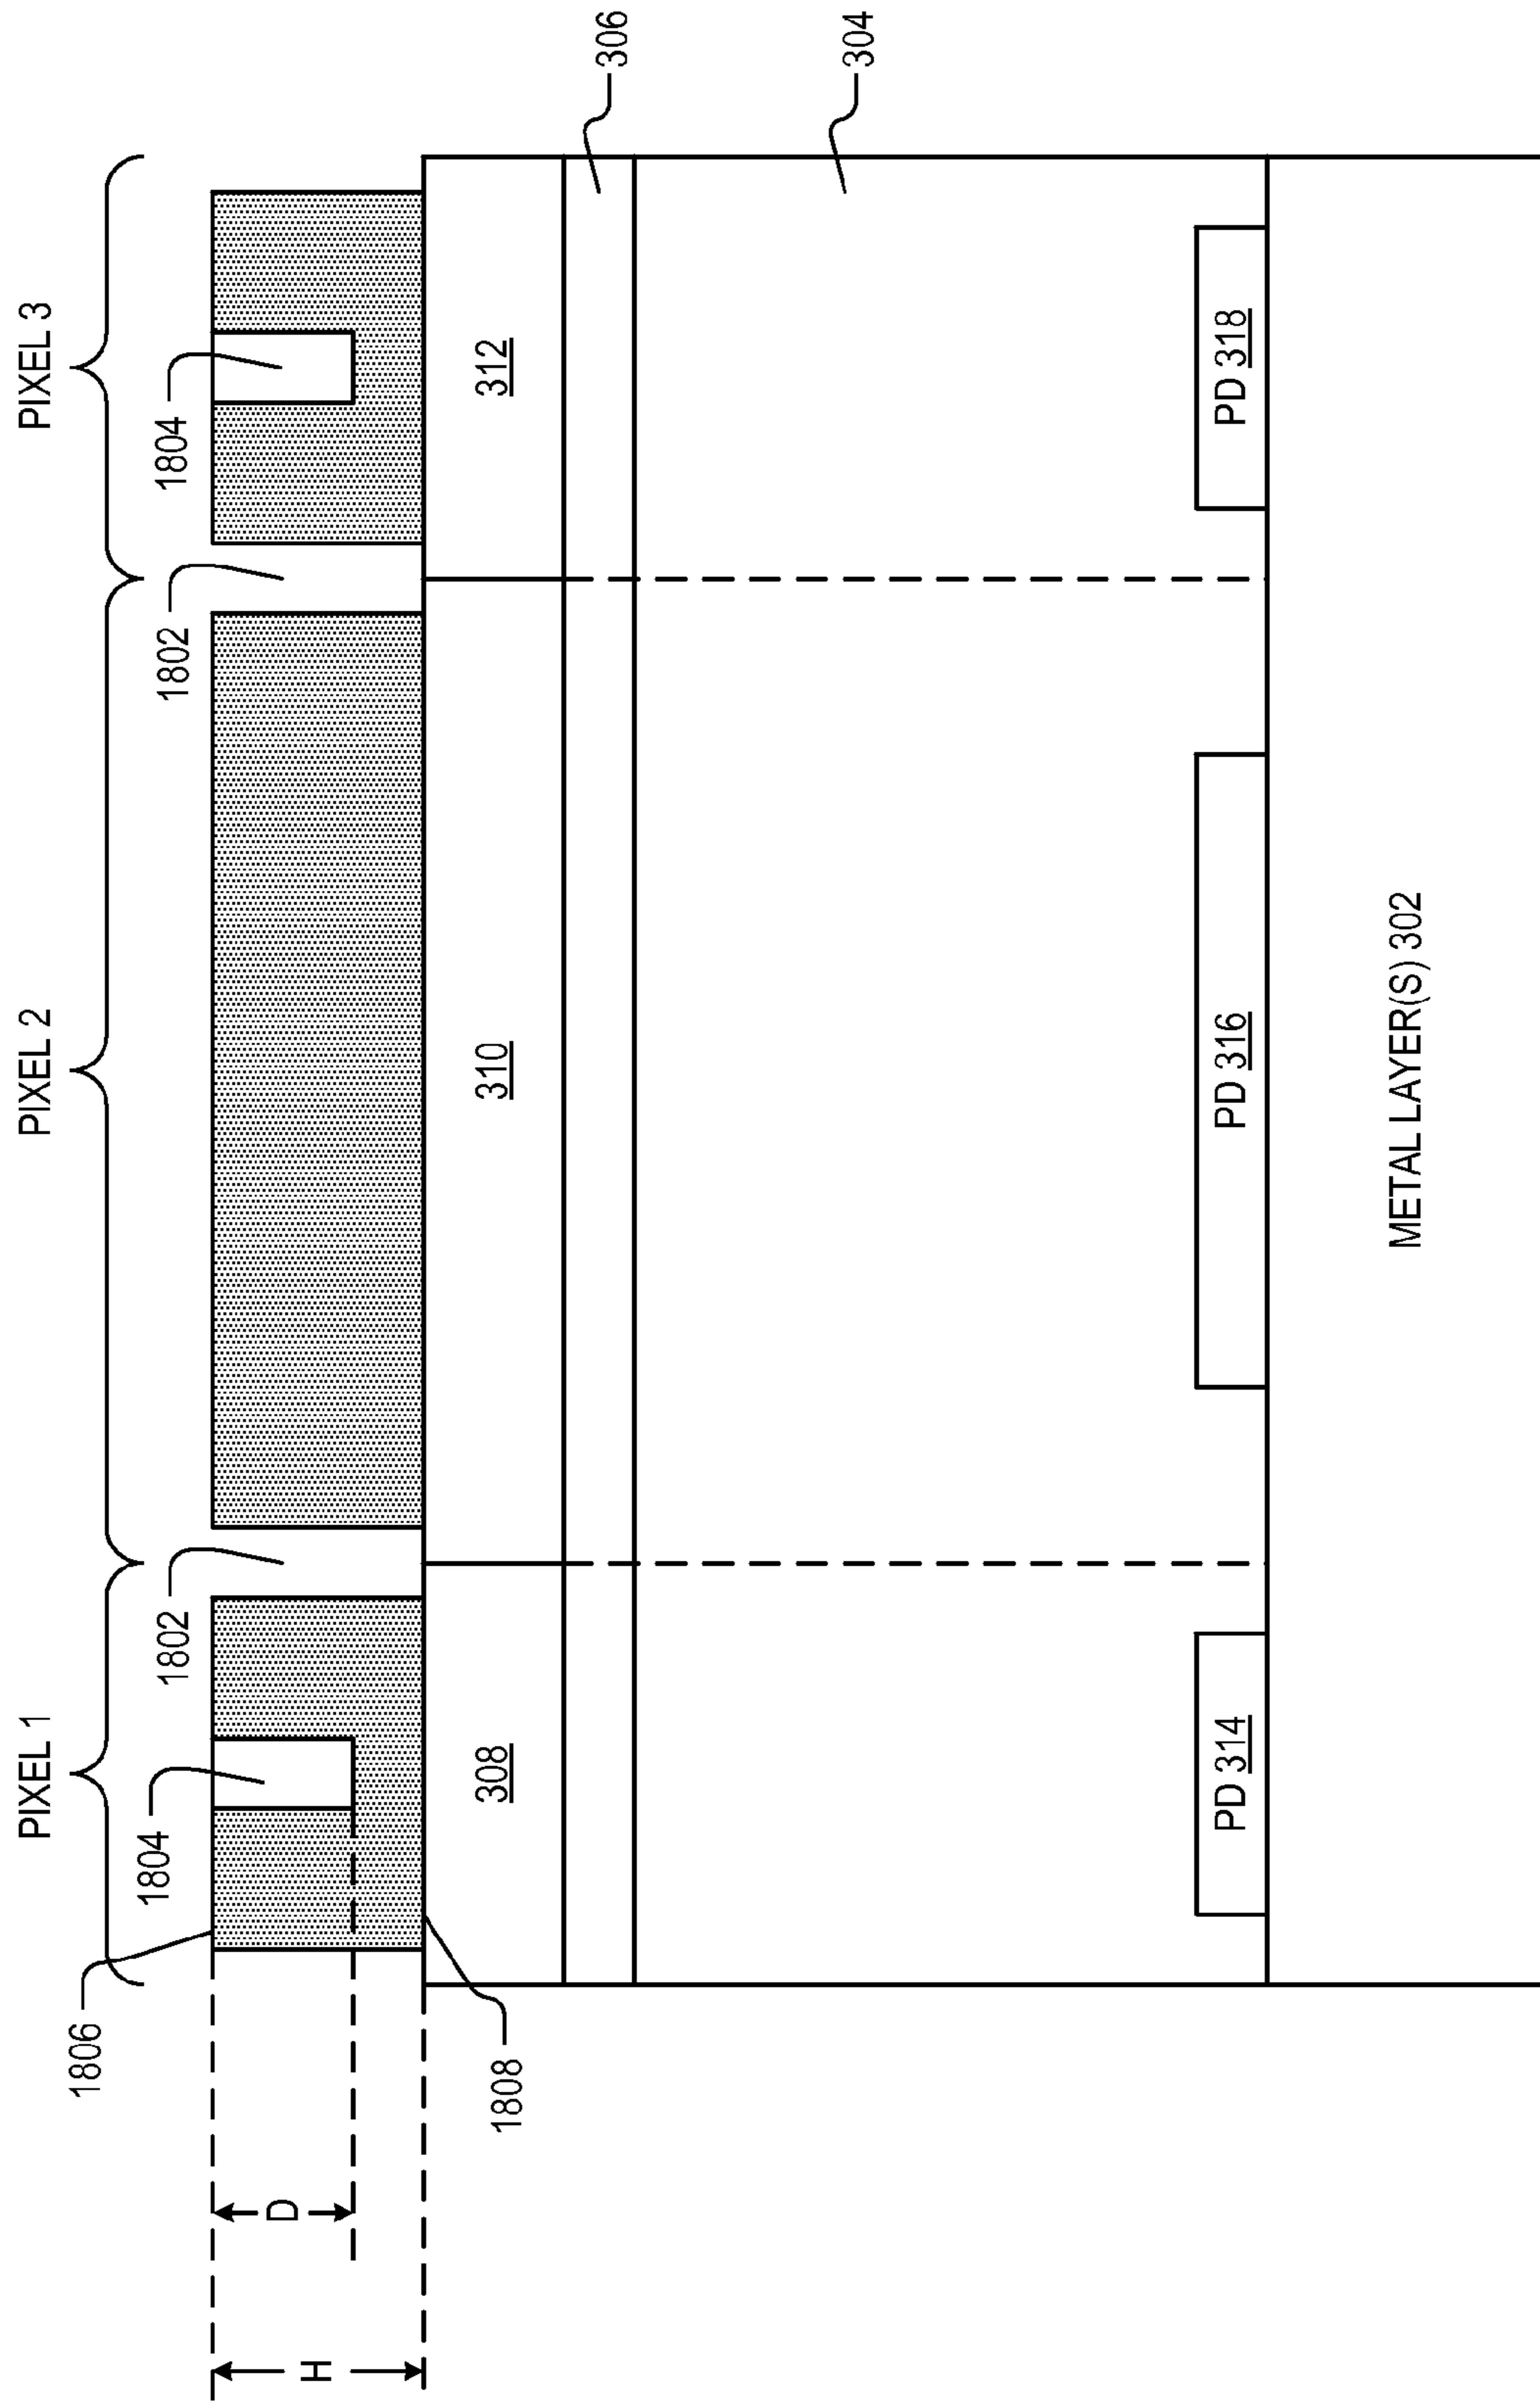 PIXEL 1
PIXEL 2
PIXEL 3
1806
1804
1802
1802
1804
D
H
1808
308
310
312
306
304
PD 314
PD 316
PD 318
METAL LAYER(S) 302